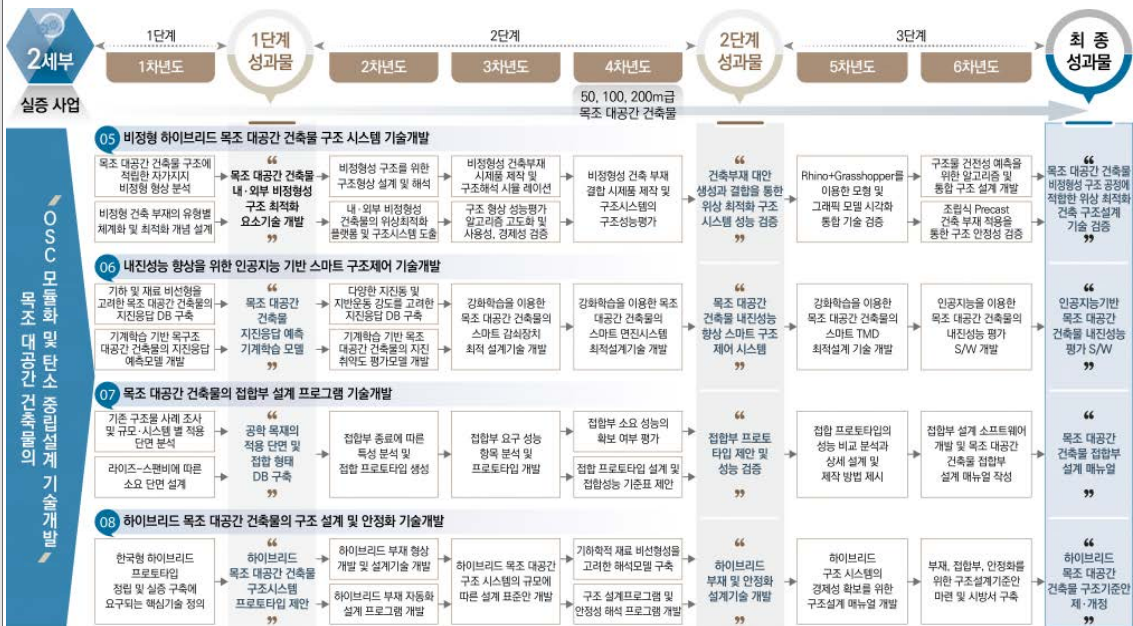 2세부
실증 사업
1단계
1차년도
1단계
성과물
2단계
2차년도
3차년도
4차년도
50, 100, 200m급
목조 대공간 건축물
2단계
성과물
3단계
5차년도
6차년도
최 종
성과물
OSC 모듈화 및 탄소 중립설계 기술개발
목조 대공간 건축물의
05 비정형 하이브리드 목조 대공간 건축물 구조 시스템 기술개발
목조 대공간 건축물 구조에
적립한 자가지지
비정형 형상 분석
비정형 건축 부재의 유형별
체계화 및 최적화 개념 설계
“
목조 대공간 건축물
내·외부 비정형성
구조 최적화
요소기술 개발
”
비정형성 구조를 위한
구조형상 설계 및 해석
내·외부 비정형성
건축물의 위상최적화
플랫폼 및 구조시스템 도출
비정형성 건축부재
시제품 제작 및
구조해석 시뮬 레이션
구조 형상 성능평가
알고리즘 고도화 및
사용성, 경제성 검증
비정형성 건축 부재
결합 시제품 제작 및
구조시스템의
구조성능평가
“
건축부재 대안
생성과 결합을 통한
위상 최적화 구조
시스템 성능 검증
”
Rhino+Grasshopper를
이용한 모형 및
그래픽 모델 시각화
통합 기술 검증
구조물 건전성 예측을
위한 알고리즘 및
통합 구조 설계 개발
조립식 Precast
건축 부재 적용을
통한 구조 안정성 검증
“
목조 대공간 건축물
비정형성 구조 공정에
적합한 위상 최적화
건축 구조설계
기술 검증
”
06 내진성능 향상을 위한 인공지능 기반 스마트 구조제어 기술개발
기하 및 재료 비선형을
고려한 목조 대공간 건축물의
지진응답 DB 구축
기계학습 기반 목구조
대공간 건축물의 지진응답
예측모델 개발
“
목조 대공간
건축물
지진응답 예측
기계학습 모델
”
다양한 지진동 및
지반운동 강도를 고려한
지진응답 DB 구축
기계학습 기반 목조
대공간 건축물의 지진
취약도 평가모델 개발
강화학습을 이용한
목조 대공간 건축물의
스마트 감쇠장치
최적 설계기술 개발
강화학습을 이용한 목조
대공간 건축물의
스마트 면진시스템
최적설계기술 개발
“
목조 대공간
건축물 내진성능
향상 스마트 구조
제어 시스템
”
강화학습을 이용한
목조 대공간 건축물의
스마트 TMD
최적설계 기술 개발
인공지능을 이용한
목조 대공간 건축물의
내진성능 평가
S/W 개발
“
인공지능기반
목조 대공간
건축물 내진성능
평가 S/W
”
07 목조 대공간 건축물의 접합부 설계 프로그램 기술개발
기존 구조물 사례 조사
및 규모·시스템 별 적용
단면 분석
라이즈-스팬비에 따른
소요 단면 설계
“
공학 목재의
적용 단면 및
접합 형태
DB 구축
”
접합부 종료에 따른
특성 분석 및
접합 프로토타입 생성
접합부 요구 성능
항목 분석 및
프로토타입 개발
접합부 소요 성능의
확보 여부 평가
접합 프로토타입 설계 및
접합성능 기준표 제안
“
접합부 프로토
타입 제안 및
성능 검증
”
접합 프로토타입의
성능 비교 분석과
상세 설계 및
제작 방법 제시
접합부 설계 소프트웨어
개발 및 목조 대공간
건축물 접합부
설계 매뉴얼 작성
“
목조 대공간
건축물 접합부
설계 매뉴얼
”
08 하이브리드 목조 대공간 건축물의 구조 설계 및 안정화 기술개발
한국형 하이브리드
프로토타입
정립 및 실증 구축에
요구되는 핵심기술 정의
“
하이브리드
목조 대공간 건축물
구조시스템
프로토타입 제안
”
하이브리드 부재 형상
개발 및 설계기술 개발
하이브리드 부재 자동화
설계 프로그램 개발
하이브리드 목조 대공간
구조 시스템의 규모에
따른 설계 표준안 개발
기하학적 재료 비선형성을
고려한 해석모델 구축
구조 설계프로그램 및
안정성 해석 프로그램 개발
“
하이브리드
부재 및 안정화
설계기술 개발
”
하이브리드
구조 시스템의
경제성 확보를 위한
구조설계 매뉴얼 개발
부재, 접합부, 안정화를
위한 구조설계기준안
마련 및 시방서 구축
“
하이브리드
목조 대공간
건축물 구조기준안
제·개정
”